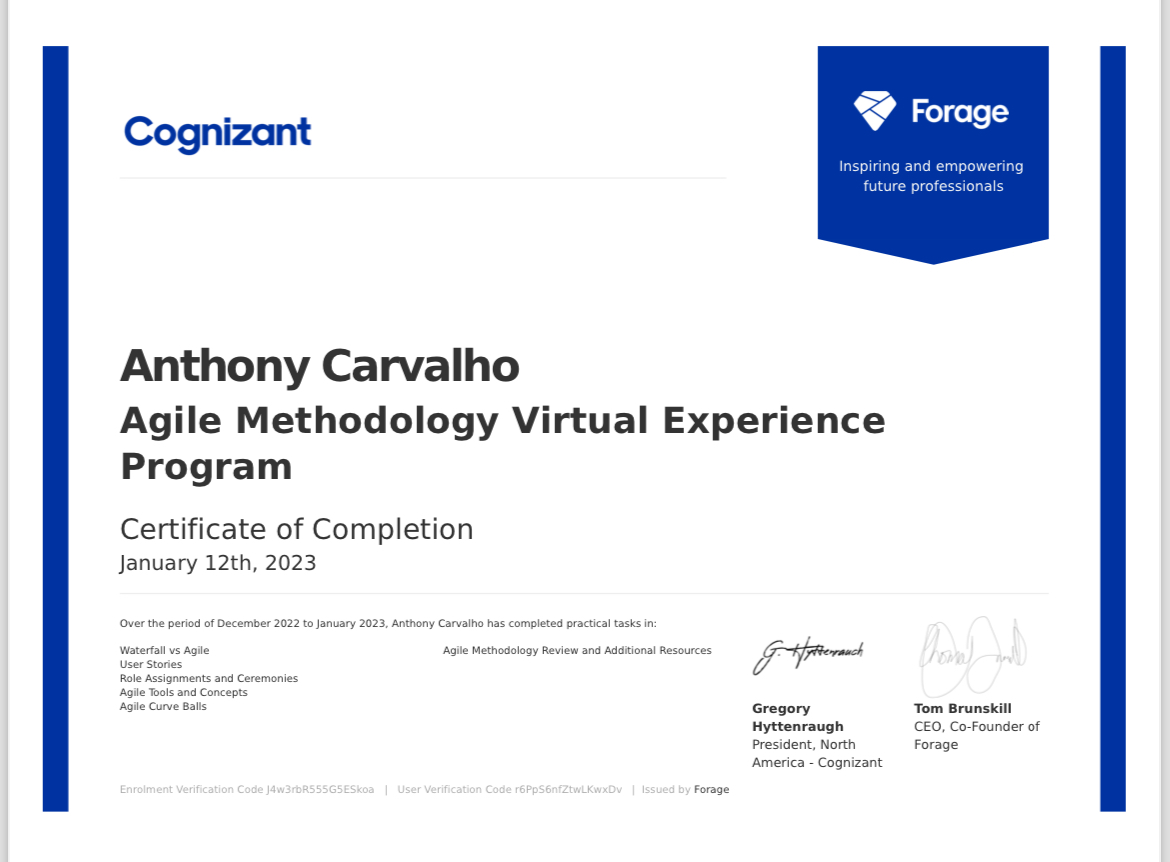 Cognizant
Forage
Inspiring and empowering
future professionals
Anthony Carvalho
Agile Methodology Virtual Experience
Program
Certificate of Completion
January 12th, 2023
Over the period of December 2022 to January 2023, Anthony Carvalho has completed practical tasks in:
Waterfall vs Agile
User Stories
Role Assignments and Ceremonies
Agile Tools and Concepts
Agile Curve Balls
Agile Methodology Review and Additional Resources
G. Hyttenrauch
Gregory
Hyttenraugh
President, North
America - Cognizant
Tom Brunskill
CEO, Co-Founder of
Forage
Enrolment Verification Code J4w3rbR555G5ESkoa | User Verification Code r6PpS6nfZtwLKwxDv | Issued by Forage